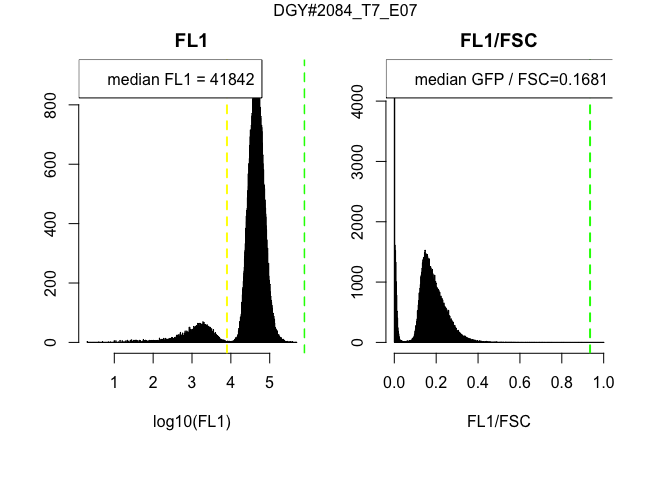 DGY#2084_T7_E07
FL1
median FL1 = 41842
0
200
400
600
800
1 2 3 4 5
log10(FL1)
FL1/FSC
median GFP / FSC=0.1681
0
1000
2000
3000
4000
0.0 0.2 0.4 0.6 0.8 1.0
FL1/FSC